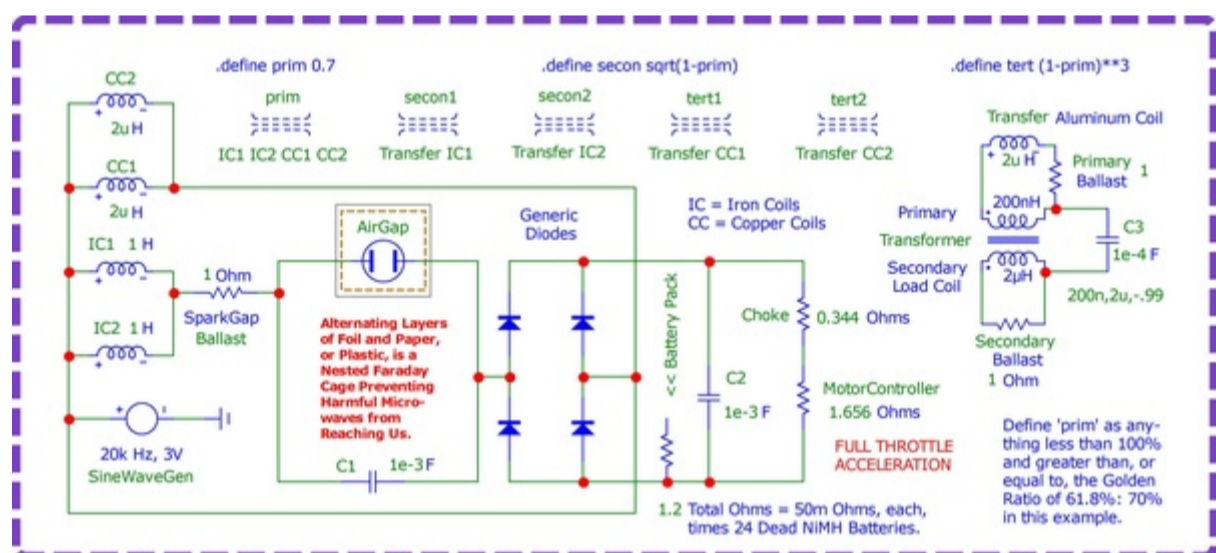 .define prim 0.7
.define secon sqrt(1-prim)
.define tert (1-prim)**3
CC2
+ -
2u H
CC1
+ -
2u H
IC1 1 H
+ -
IC2 1 H
+ -
+ -
20k Hz, 3V
SineWaveGen
prim
IC1 IC2 CC1 CC2
secon1
Transfer IC1
secon2
Transfer IC2
tert1
Transfer CC1
tert2
Transfer CC2
1 Ohm
SparkGap
Ballast
AirGap
Alternating Layers
of Foil and Paper,
or Plastic, is a
Nested Faraday
Cage Preventing
Harmful Micro-
waves from
Reaching Us.
C1 1e-3 F
Generic
Diodes
IC = Iron Coils
CC = Copper Coils
<< Battery Pack
C2
1e-3 F
Choke 0.344 Ohms
MotorController
1.656 Ohms
FULL THROTTLE
ACCELERATION
1.2 Total Ohms = 50m Ohms, each,
times 24 Dead NiMH Batteries.
Transfer Aluminum Coil
+ -
2u H
Primary 1
Ballast
200nH
Primary
Transformer
Secondary
Load Coil
2µH
C3
1e-4 F
200n,2u,-.99
Secondary
Ballast
1 Ohm
Define 'prim' as any-
thing less than 100%
and greater than, or
equal to, the Golden
Ratio of 61.8%: 70%
in this example.